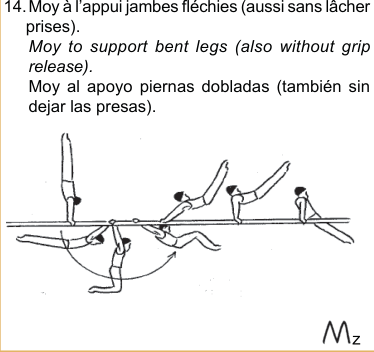 14. Moy à l'appui jambes fléchies (aussi sans lâcher
prises).
Moy to support bent legs (also without grip
release).
Moy al apoyo piernas dobladas (también sin
dejar las presas).
Mz